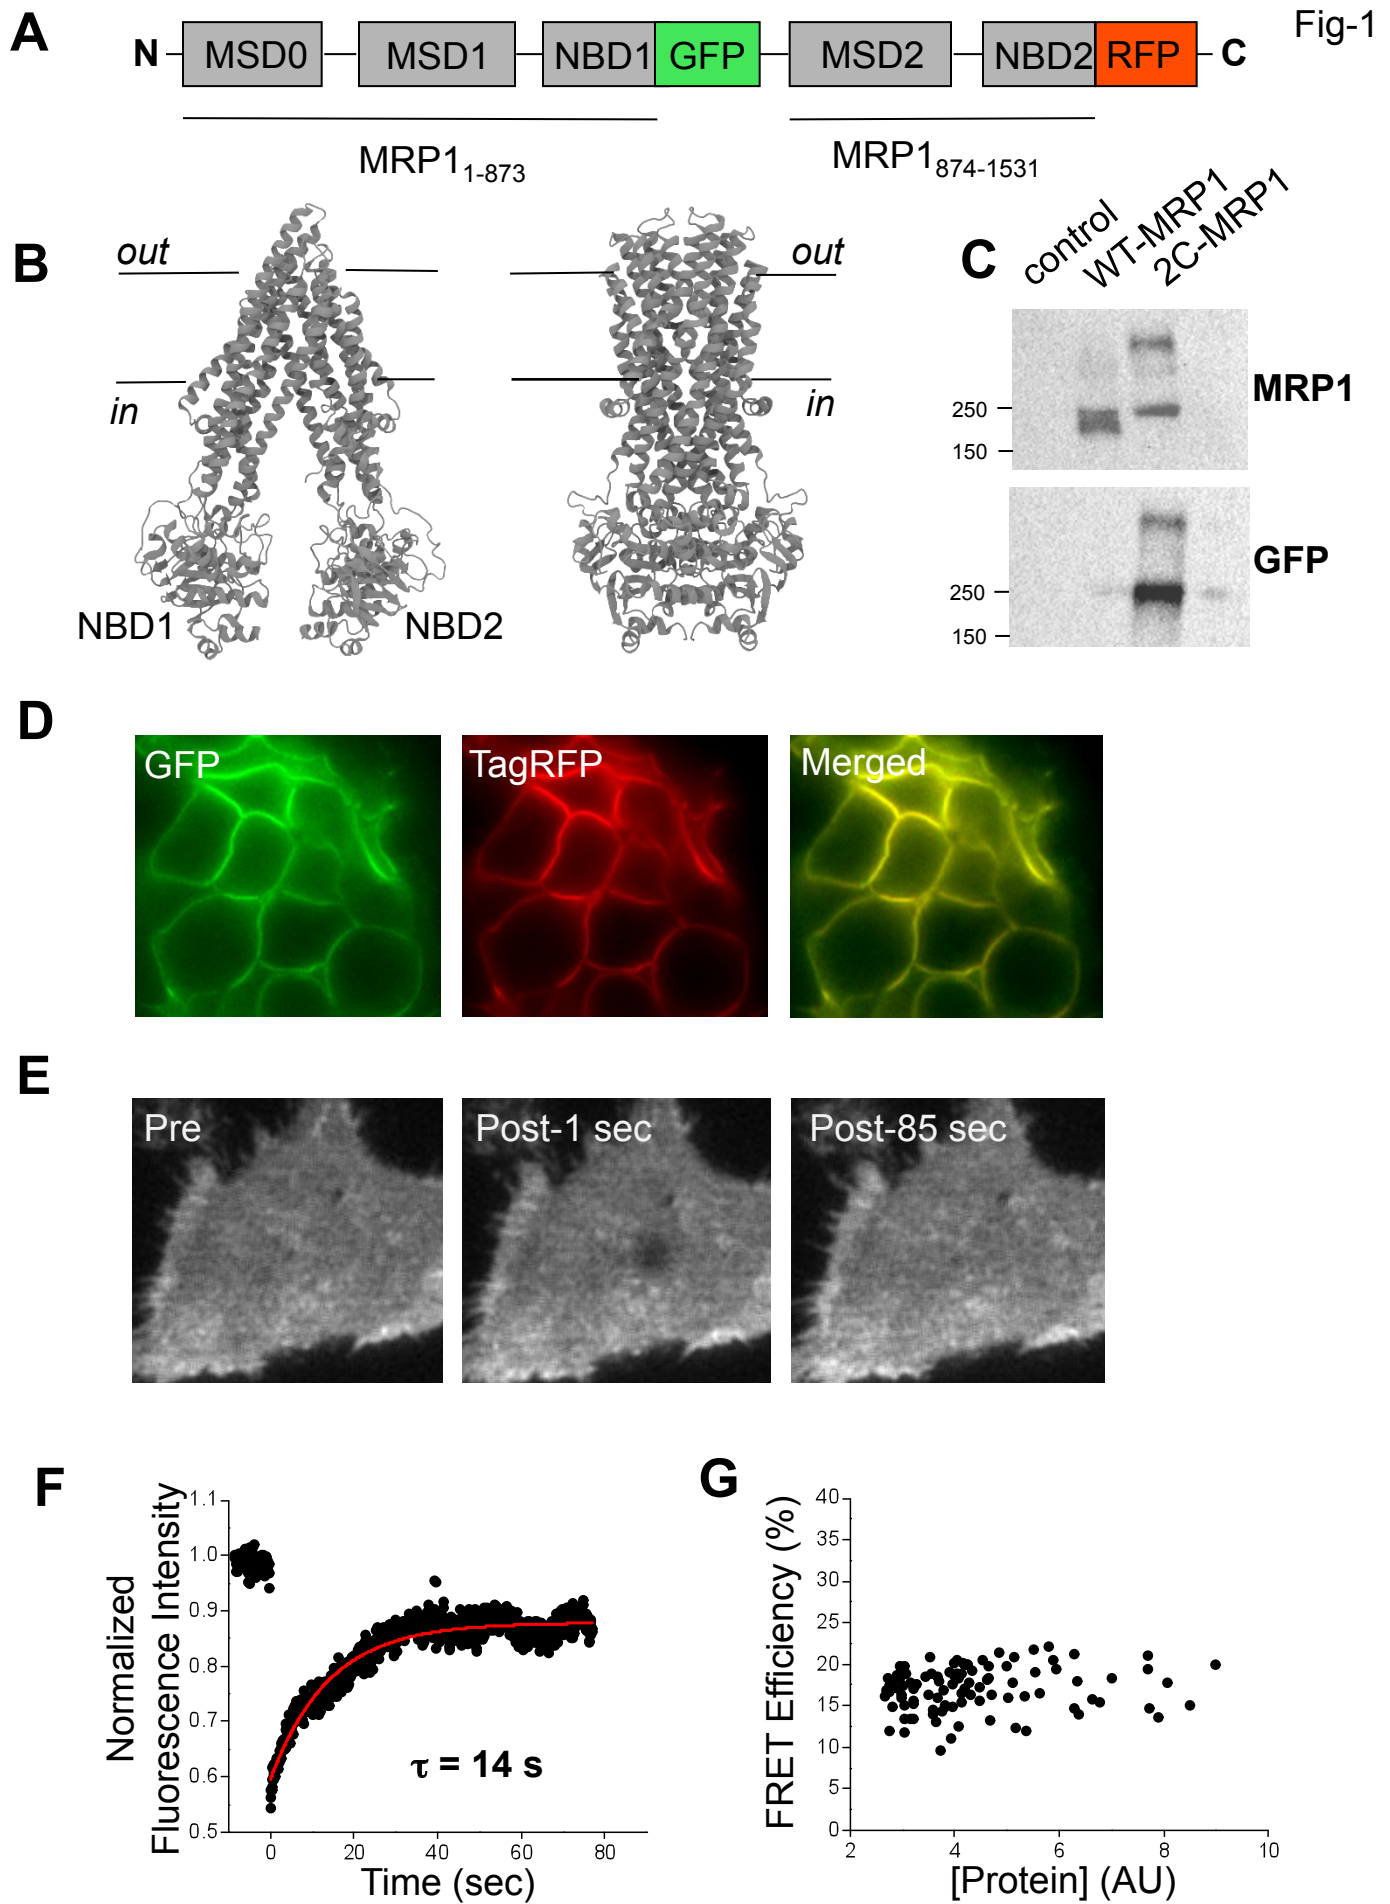 Fig-1
A
N MSD0 MSD1 NBD1 GFP MSD2 NBD2 RFP C
MRP1₁₋₈₇₃ MRP1₈₇₄₋₁₅₃₁
B
out out
in in
NBD1 NBD2
C
control WT-MRP1 2C-MRP1
250
150
MRP1
250
150
GFP
D
GFP TagRFP Merged
E
Pre Post-1 sec Post-85 sec
F
Normalized
Fluorescence Intensity
1.1
1.0
0.9
0.8
0.7
0.6
0.5
τ = 14 s
0 20 40 60 80
Time (sec)
G
FRET Efficiency (%)
40
35
30
25
20
15
10
5
0
2 4 6 8 10
[Protein] (AU)